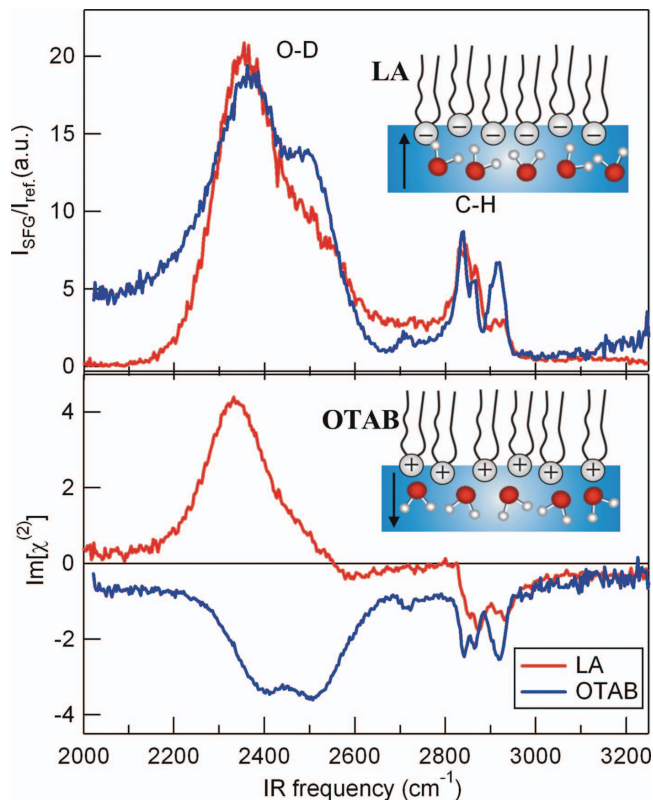 20
15
10
5
0
I_SFG/I_ref.(a.u.)
O-D
LA
− − − − − −
C-H
4
2
0
-2
-4
Im[χ^(2)]
OTAB
+ + + + + +
LA
OTAB
2000 2200 2400 2600 2800 3000 3200
IR frequency (cm^-1)